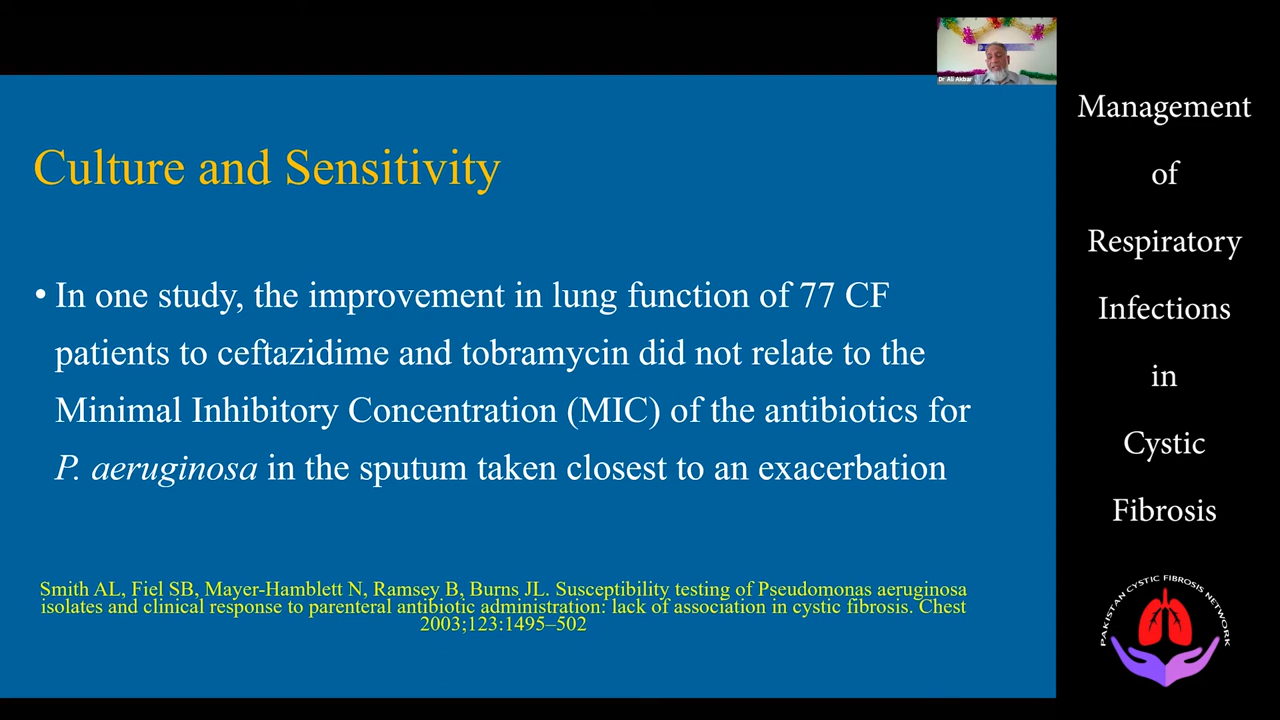 Dr Ali Akbar
Culture and Sensitivity
• In one study, the improvement in lung function of 77 CF
patients to ceftazidime and tobramycin did not relate to the
Minimal Inhibitory Concentration (MIC) of the antibiotics for
P. aeruginosa in the sputum taken closest to an exacerbation
Smith AL, Fiel SB, Mayer-Hamblett N, Ramsey B, Burns JL. Susceptibility testing of Pseudomonas aeruginosa
isolates and clinical response to parenteral antibiotic administration: lack of association in cystic fibrosis. Chest
2003;123:1495–502
Management
of
Respiratory
Infections
in
Cystic
Fibrosis
PAKISTAN CYSTIC FIBROSIS NETWORK